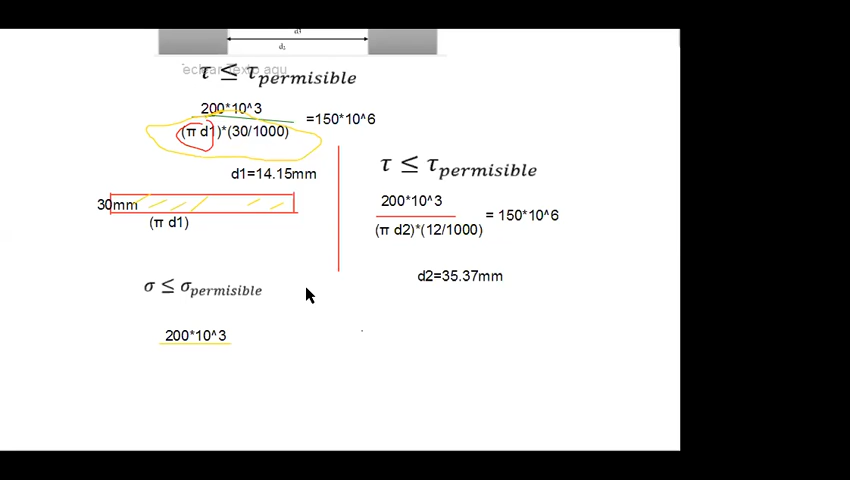 d1
d2
τ ≤ τpermisible
200*10^3
(π d1)*(30/1000)
=150*10^6
d1=14.15mm
30mm
(π d1)
σ ≤ σpermisible
200*10^3
τ ≤ τpermisible
200*10^3
(π d2)*(12/1000)
= 150*10^6
d2=35.37mm